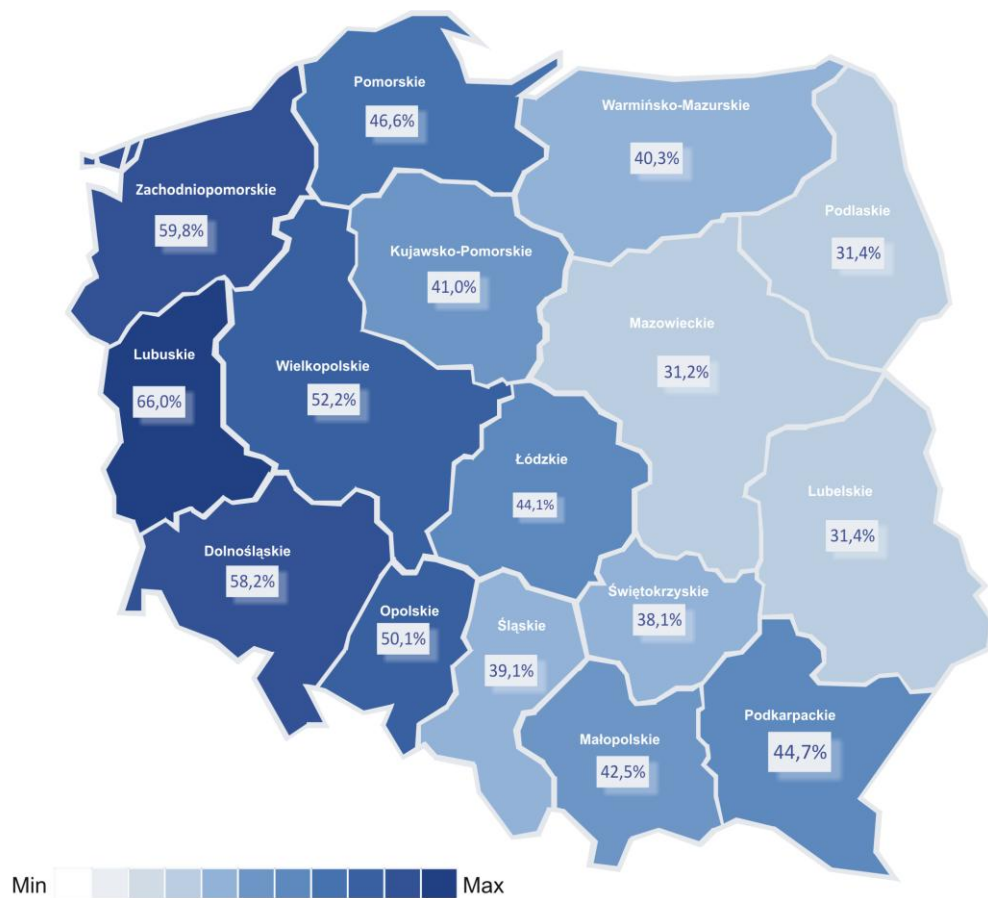 Pomorskie
46,6%
Warmińsko-Mazurskie
40,3%
Zachodniopomorskie
59,8%
Podlaskie
31,4%
Kujawsko-Pomorskie
41,0%
Mazowieckie
31,2%
Lubuskie
66,0%
Wielkopolskie
52,2%
Łódzkie
44,1%
Lubelskie
31,4%
Dolnośląskie
58,2%
Opolskie
50,1%
Śląskie
39,1%
Świętokrzyskie
38,1%
Małopolskie
42,5%
Podkarpackie
44,7%
Min Max